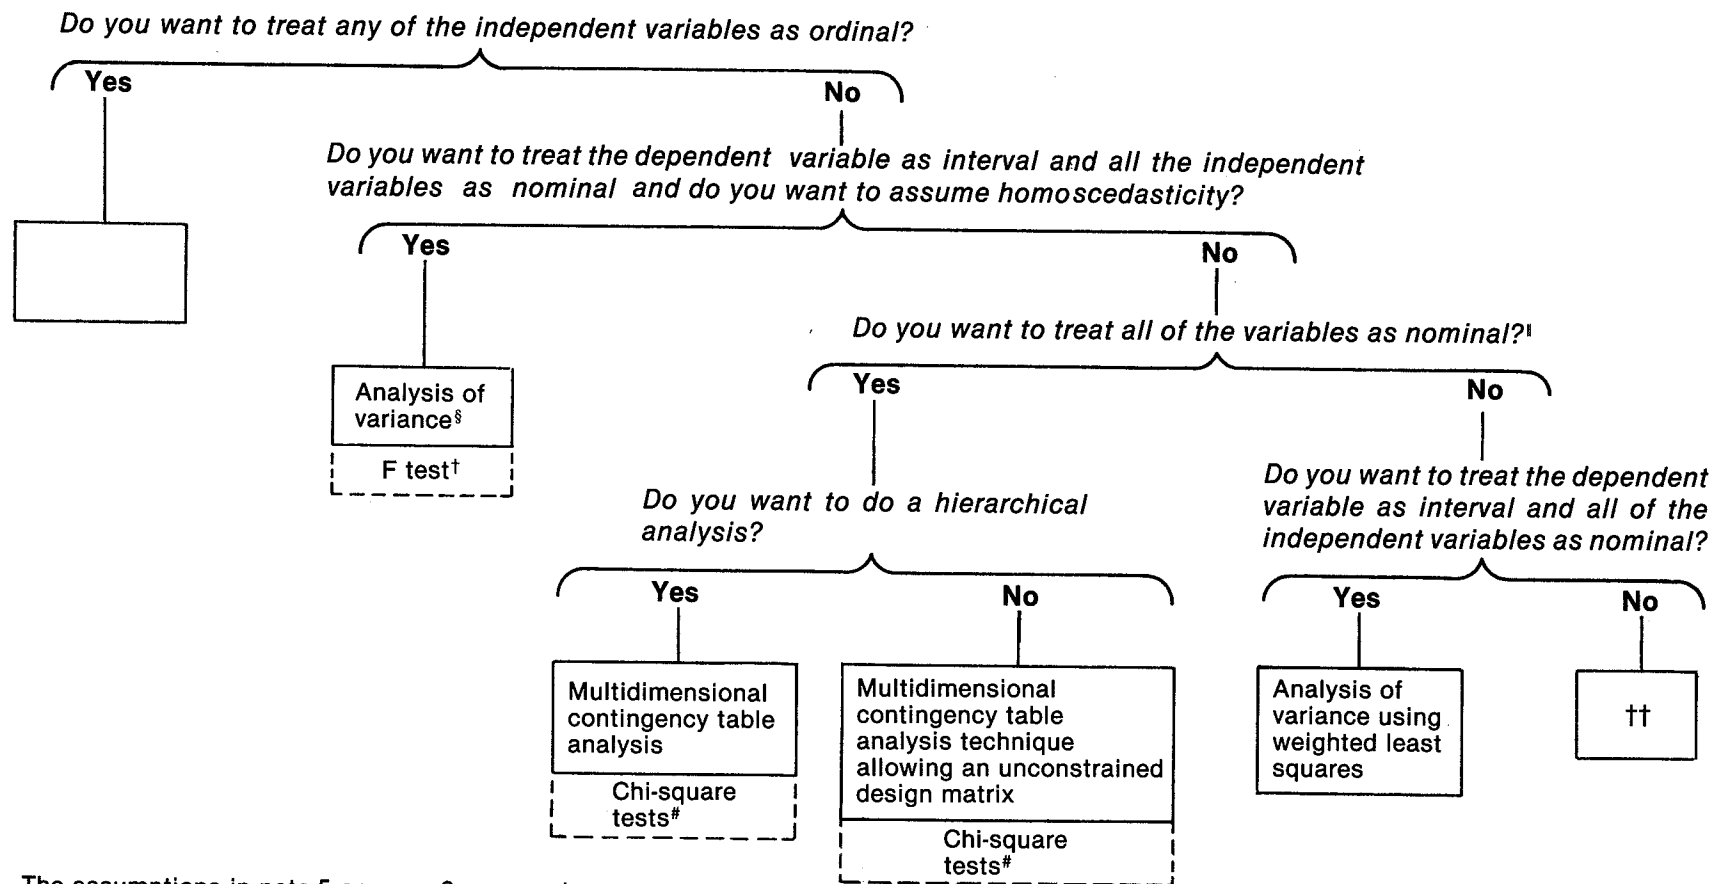 Do you want to treat any of the independent variables as ordinal?
Yes
No
Do you want to treat the dependent variable as interval and all the independent
variables as nominal and do you want to assume homoscedasticity?
Yes
No
Do you want to treat all of the variables as nominal?‖
Analysis of
variance§
F test†
Yes
No
Do you want to do a hierarchical
analysis?
Do you want to treat the dependent
variable as interval and all of the
independent variables as nominal?
Yes
No
Yes
No
Multidimensional
contingency table
analysis
Chi-square
tests#
Multidimensional
contingency table
analysis technique
allowing an unconstrained
design matrix
Chi-square
tests#
Analysis of
variance using
weighted least
squares
††
The assumptions in note